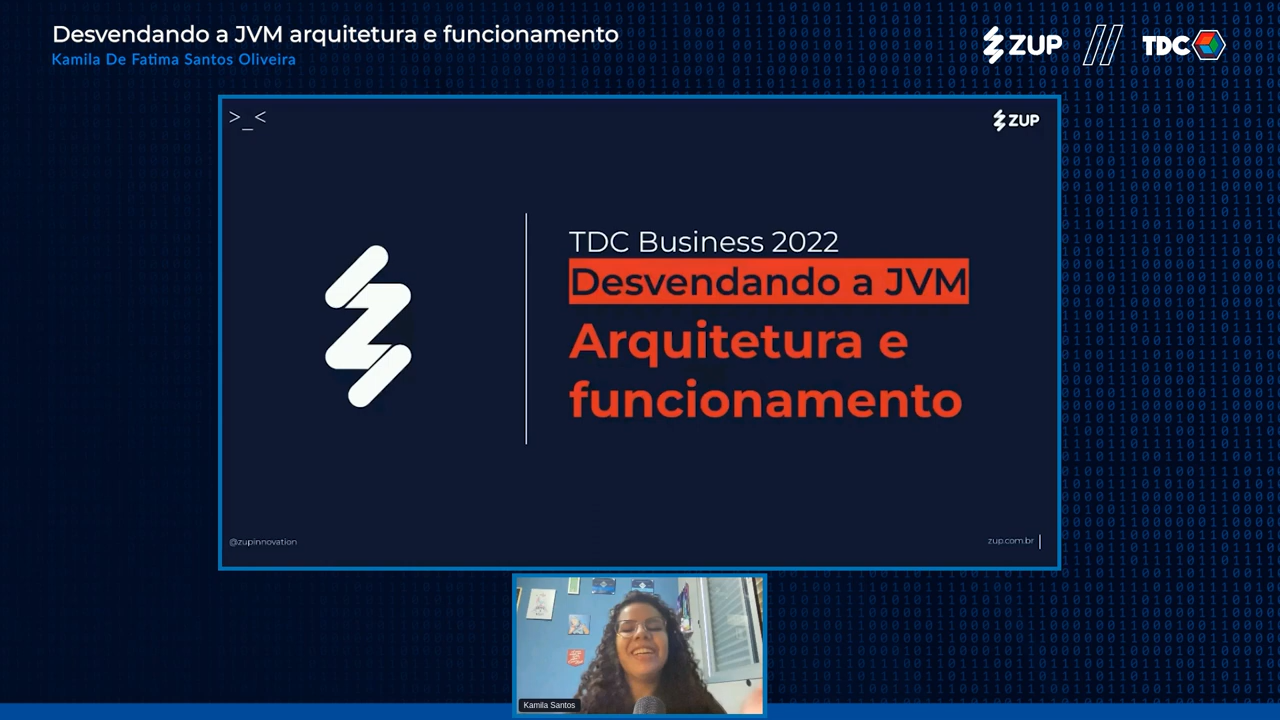 Desvendando a JVM arquitetura e funcionamento
Kamila De Fatima Santos Oliveira
ZUP
TDC
>_<
ZUP
TDC Business 2022
Desvendando a JVM
Arquitetura e
funcionamento
@zupinnovation
zup.com.br
Kamila Santos